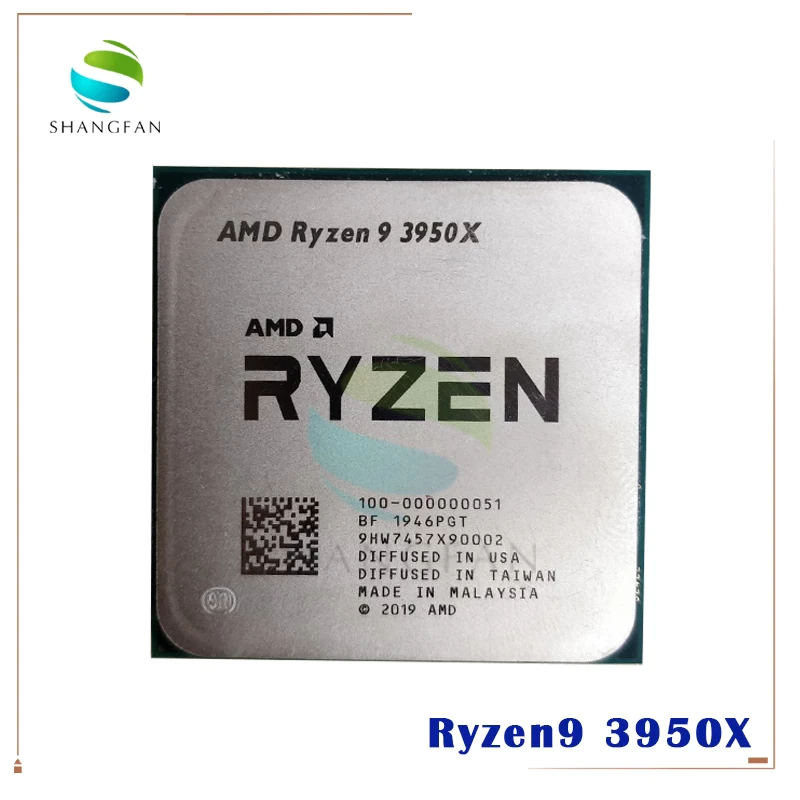 SHANGFAN
AMD Ryzen 9 3950X
AMD
RYZEN
100-000000051
BF 1946PGT
9HW7457X90002
DIFFUSED IN USA
DIFFUSED IN TAIWAN
MADE IN MALAYSIA
© 2019 AMD
SHANGFAN
Ryzen9 3950X